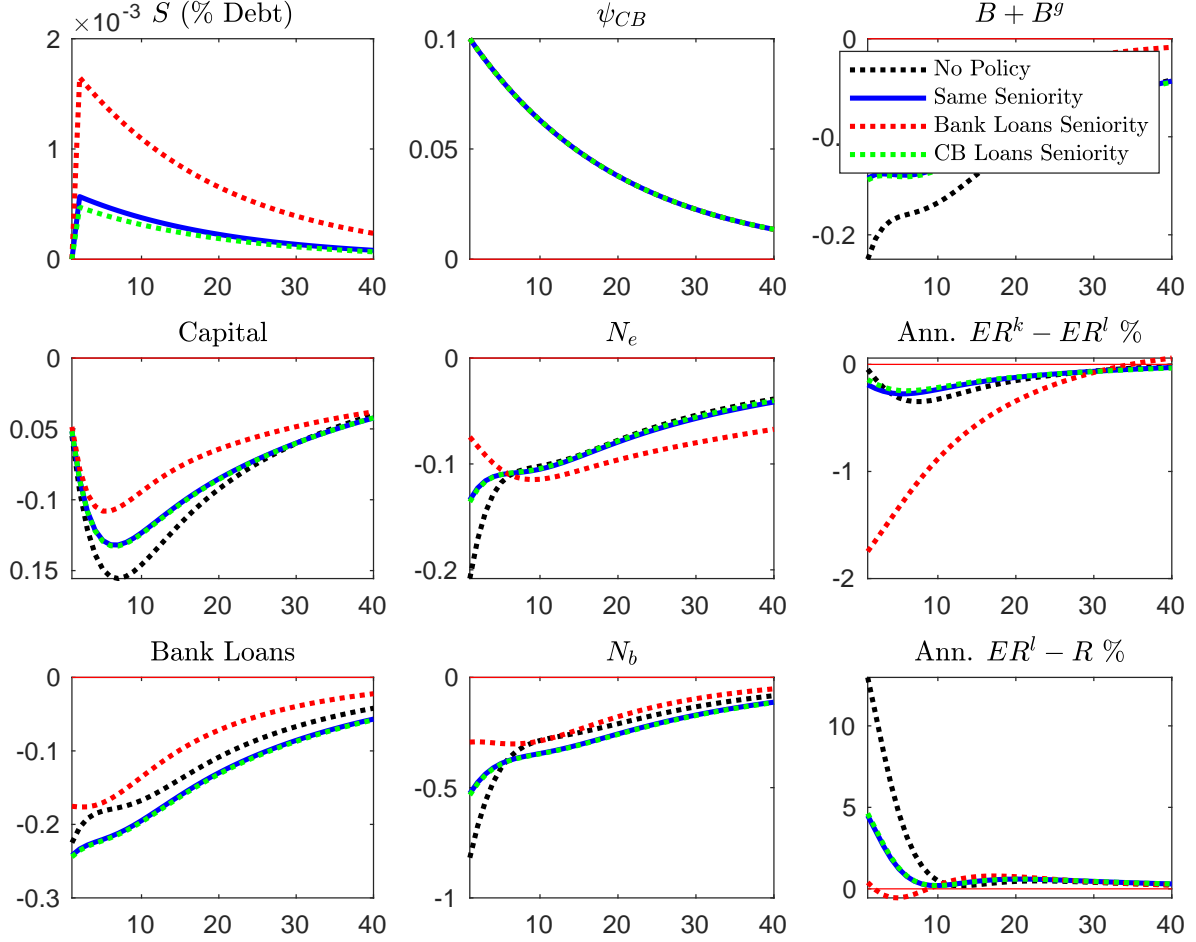 ×10⁻³ S (% Debt)
ψ_CB
B + B^g
2
1
0
10 20 30 40
0.1
0.05
0
10 20 30 40
0
-0.
-0.2
10 20 30 40
No Policy
Same Seniority
Bank Loans Seniority
CB Loans Seniority
Capital
N_e
Ann. ER^k − ER^l %
0
0.05
-0.1
0.15
10 20 30 40
0
-0.1
-0.2
10 20 30 40
0
-1
-2
10 20 30 40
Bank Loans
N_b
Ann. ER^l − R %
0
-0.1
-0.2
-0.3
10 20 30 40
0
-0.5
-1
10 20 30 40
10
5
0
10 20 30 40